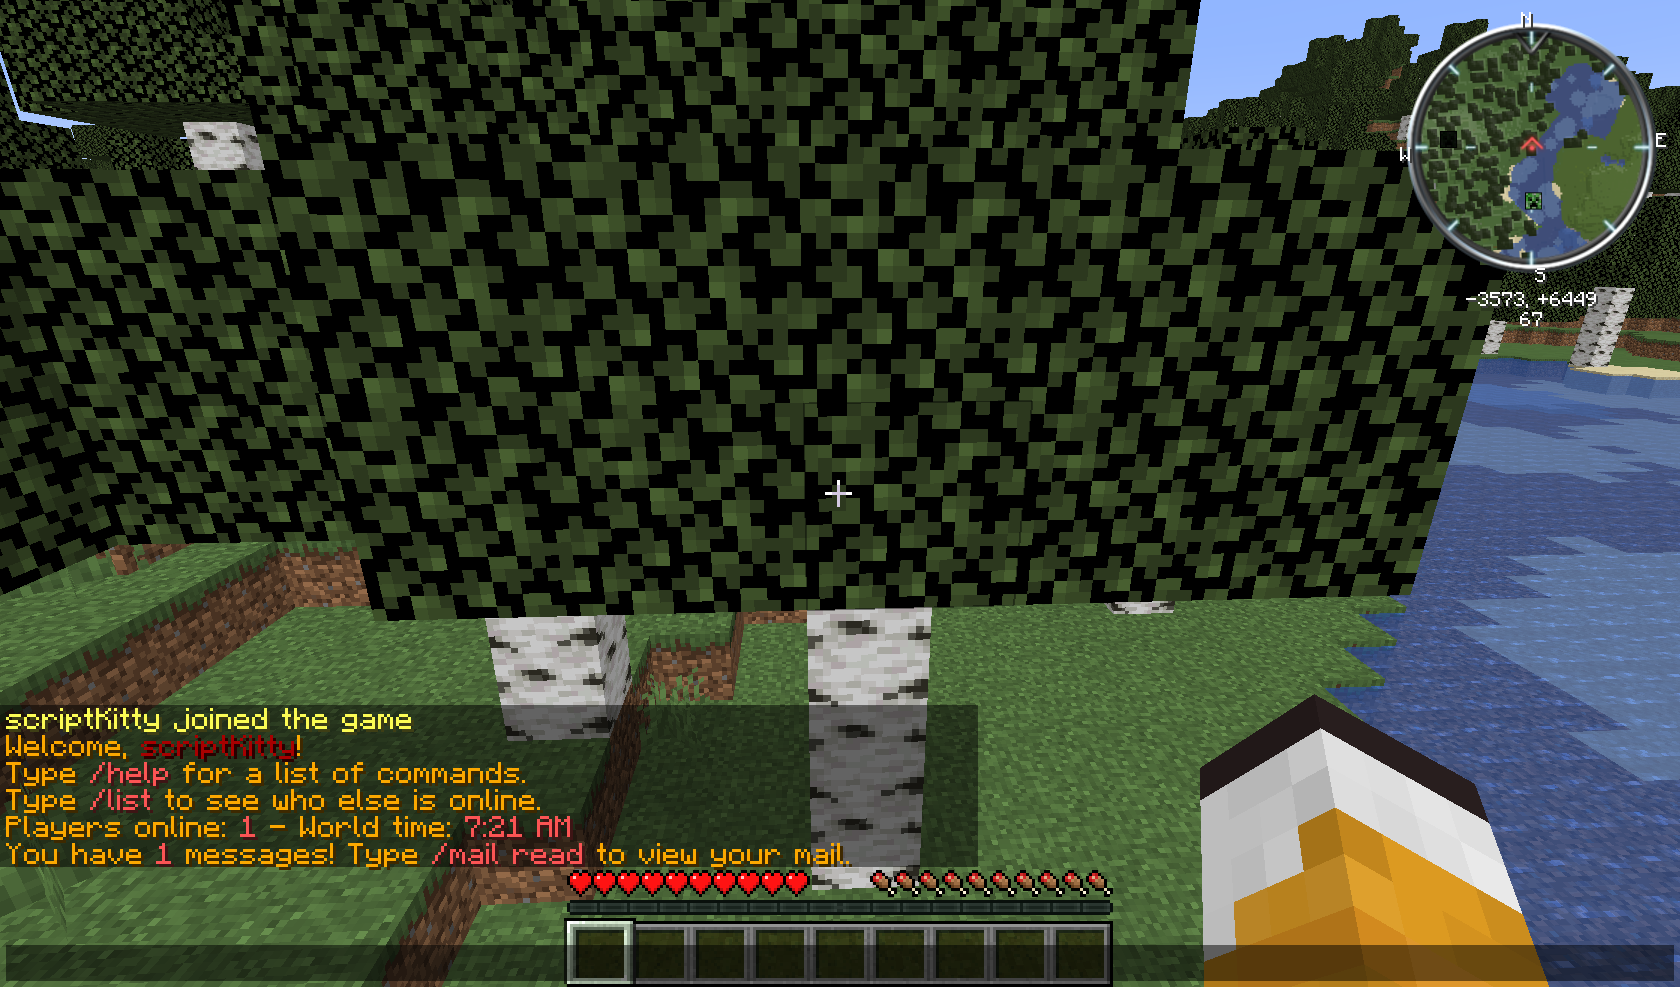 N
W
E
S
-3573, +6449
67
scriptKitty joined the game
Welcome, scriptKitty!
Type /help for a list of commands.
Type /list to see who else is online.
Players online: 1 - World time: 7:21 AM
You have 1 messages! Type /mail read to view your mail.